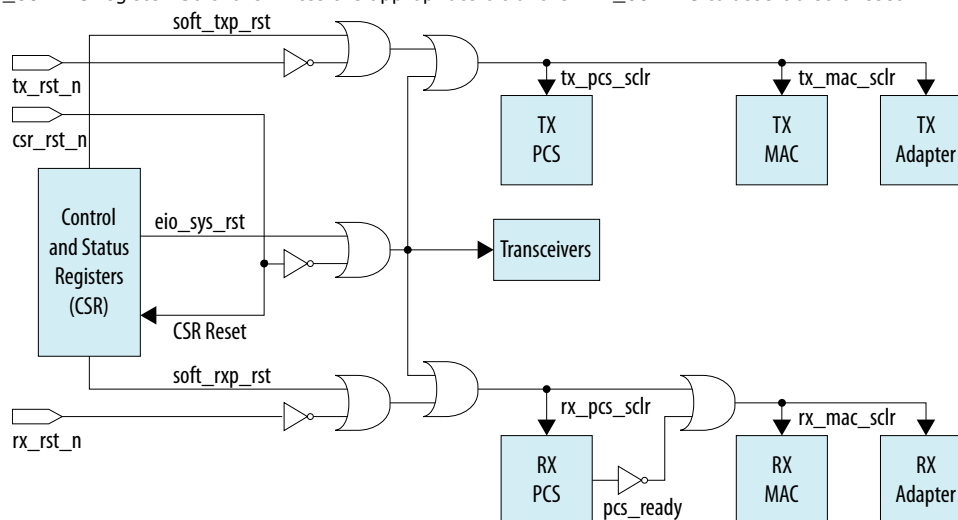 soft_txp_rst
tx_rst_n
csr_rst_n
tx_pcs_sclr
tx_mac_sclr
TX
PCS
TX
MAC
TX
Adapter
Control
and Status
Registers
(CSR)
eio_sys_rst
Transceivers
CSR Reset
soft_rxp_rst
rx_rst_n
rx_pcs_sclr
rx_mac_sclr
RX
PCS
pcs_ready
RX
MAC
RX
Adapter